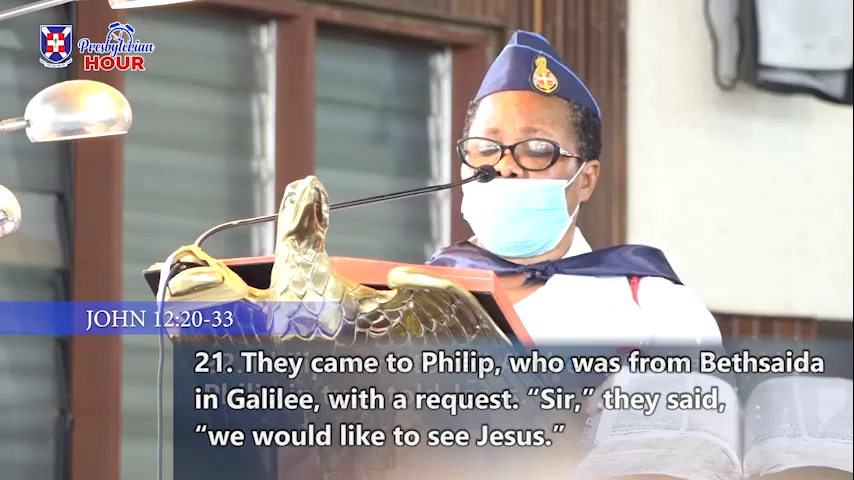 Presbyterian
HOUR
JOHN 12:20-33
21. They came to Philip, who was from Bethsaida
in Galilee, with a request. “Sir,” they said,
“we would like to see Jesus.”